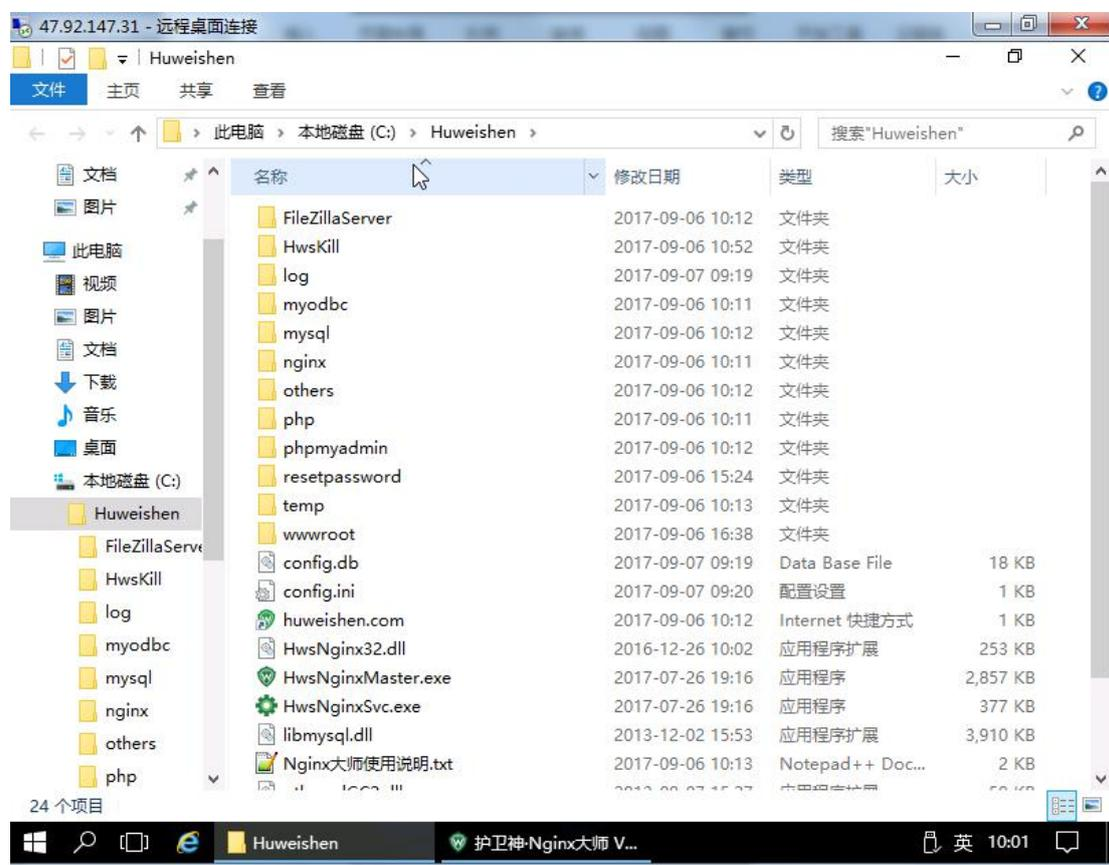 47.92.147.31 - 远程桌面连接
Huweishen
文件 主页 共享 查看
此电脑 › 本地磁盘 (C:) › Huweishen › 搜索"Huweishen"
名称 修改日期 类型 大小
文档
图片
此电脑
视频
图片
文档
下载
音乐
桌面
本地磁盘 (C:)
Huweishen
FileZillaServe
HwsKill
log
myodbc
mysql
nginx
others
php
FileZillaServer 2017-09-06 10:12 文件夹
HwsKill 2017-09-06 10:52 文件夹
log 2017-09-07 09:19 文件夹
myodbc 2017-09-06 10:11 文件夹
mysql 2017-09-06 10:12 文件夹
nginx 2017-09-06 10:11 文件夹
others 2017-09-06 10:12 文件夹
php 2017-09-06 10:11 文件夹
phpmyadmin 2017-09-06 10:12 文件夹
resetpassword 2017-09-06 15:24 文件夹
temp 2017-09-06 10:13 文件夹
wwwroot 2017-09-06 16:38 文件夹
config.db 2017-09-07 09:19 Data Base File 18 KB
config.ini 2017-09-07 09:20 配置设置 1 KB
huweishen.com 2017-09-06 10:12 Internet 快捷方式 1 KB
HwsNginx32.dll 2016-12-26 10:02 应用程序扩展 253 KB
HwsNginxMaster.exe 2017-07-26 19:16 应用程序 2,857 KB
HwsNginxSvc.exe 2017-07-26 19:16 应用程序 377 KB
libmysql.dll 2013-12-02 15:53 应用程序扩展 3,910 KB
Nginx大师使用说明.txt 2017-09-06 10:13 Notepad++ Doc... 2 KB
24 个项目
Huweishen 护卫神·Nginx大师 V... 英 10:01